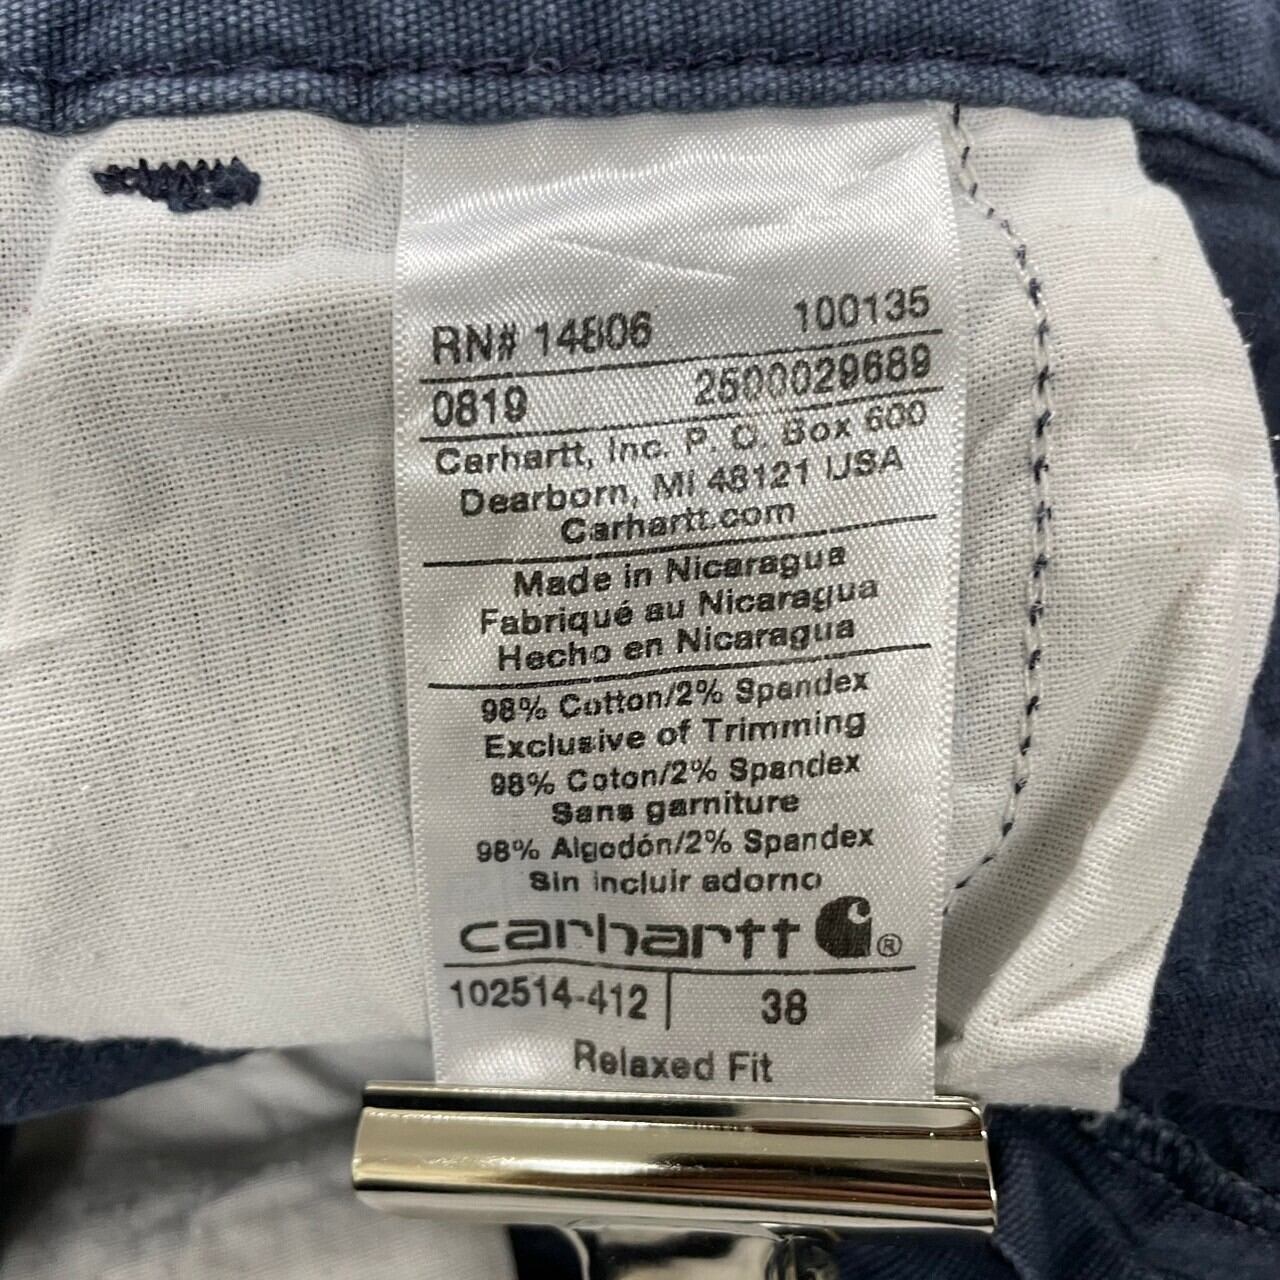 RN# 14806 100135
0819 2500029689
Carhartt, Inc. P. O. Box 600
Dearborn, MI 48121 USA
Carhartt.com
Made in Nicaragua
Fabriqué au Nicaragua
Hecho en Nicaragua
98% Cotton/2% Spandex
Exclusive of Trimming
98% Coton/2% Spandex
Sans garniture
98% Algodón/2% Spandex
Sin incluir adorno
carhartt ®
102514-412 38
Relaxed Fit